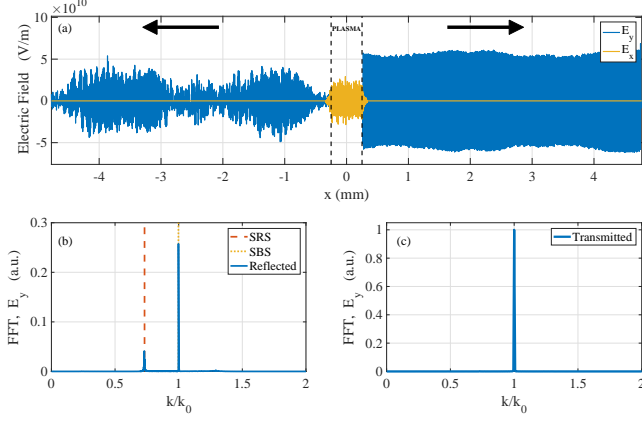 ×10^10
(a)
PLASMA
E_y
E_x
10
5
0
-5
Electric Field (V/m)
-4 -3 -2 -1 0 1 2 3 4
x (mm)
(b)
SRS
SBS
Reflected
0.3
0.2
0.1
0
FFT, E_y (a.u.)
0 0.5 1 1.5 2
k/k_0
(c)
Transmitted
1
0.8
0.6
0.4
0.2
0
FFT, E_y (a.u.)
0 0.5 1 1.5 2
k/k_0